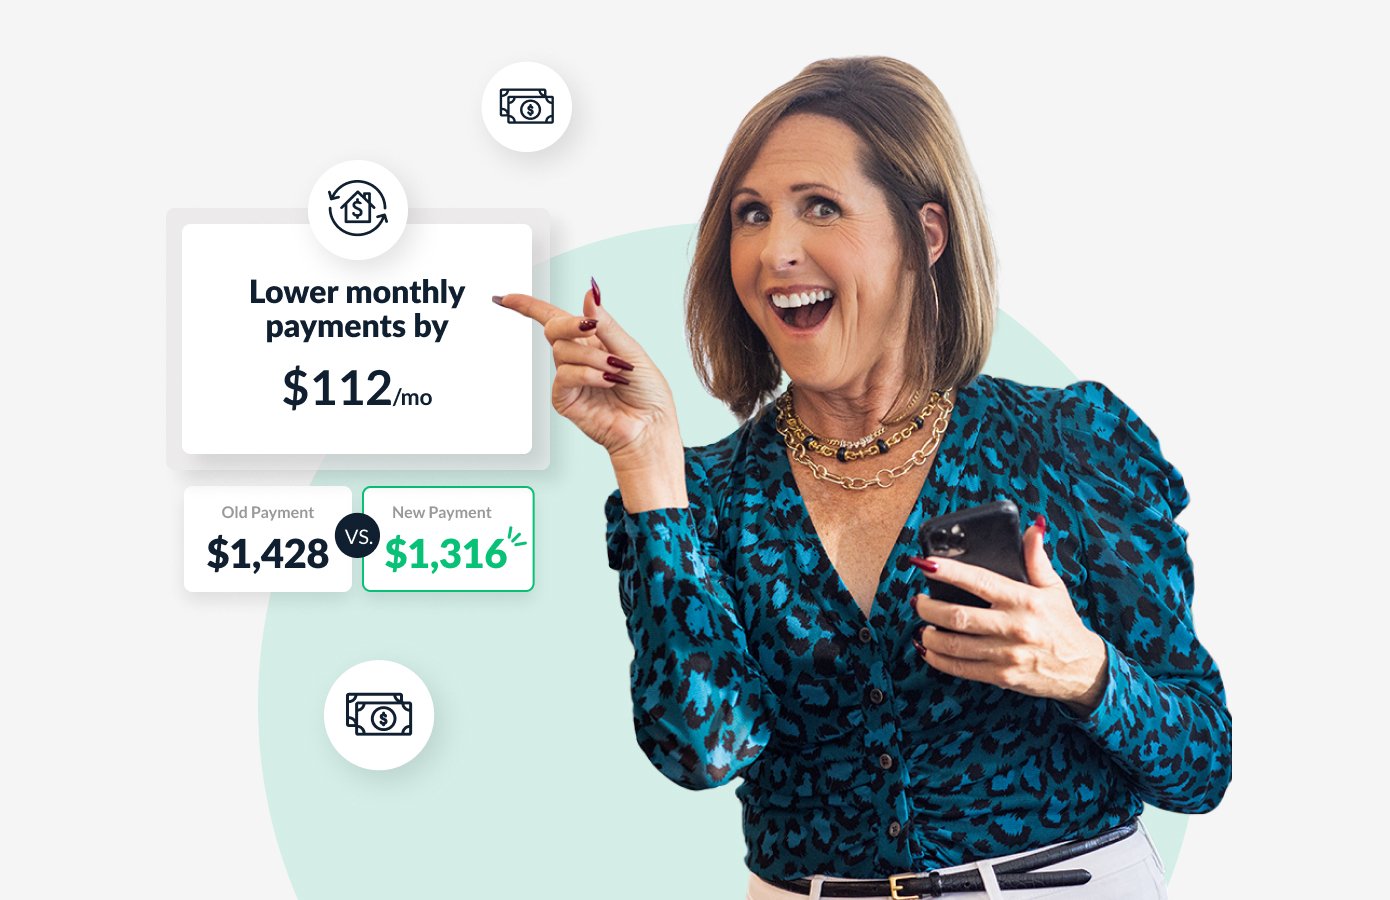 Lower monthly
payments by
$112/mo
Old Payment
$1,428
VS.
New Payment
$1,316